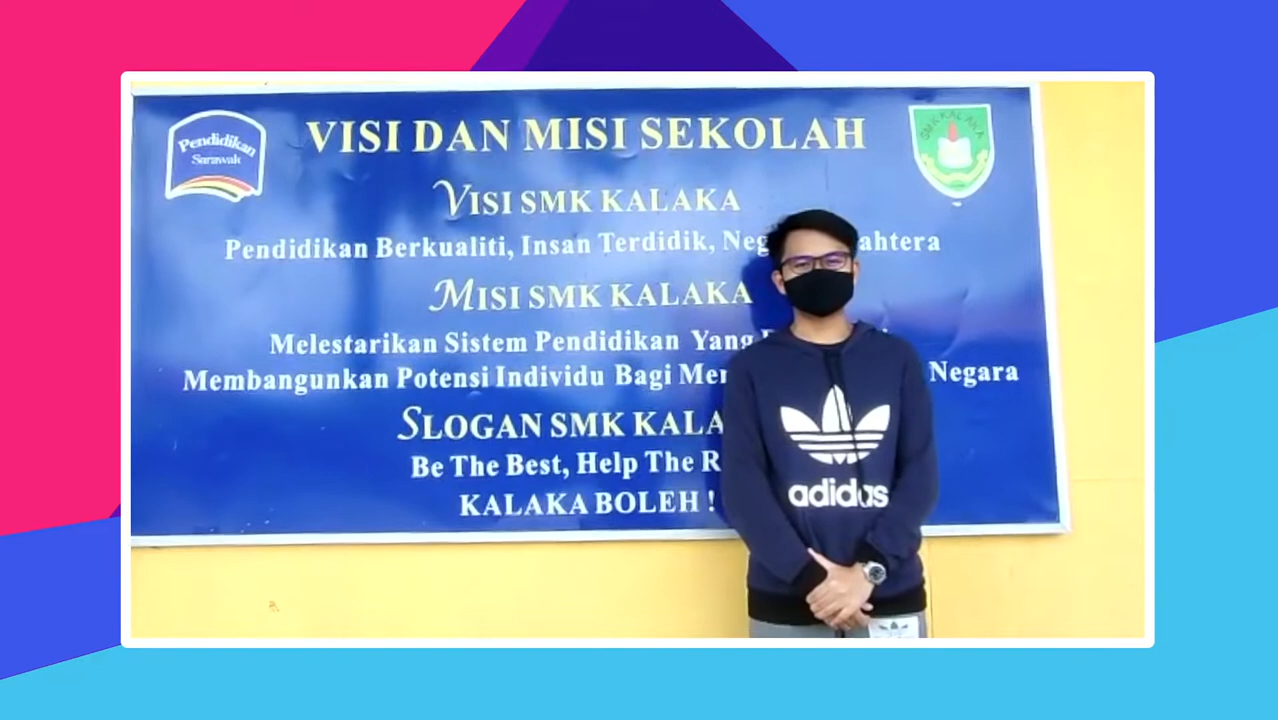 Pendidikan
Sarawak
VISI DAN MISI SEKOLAH
SMK KALAKA
VISI SMK KALAKA
Pendidikan Berkualiti, Insan Terdidik, Neg ahtera
MISI SMK KALAKA
Melestarikan Sistem Pendidikan Yang
Membangunkan Potensi Individu Bagi Mem Negara
SLOGAN SMK KALA
Be The Best, Help The R
KALAKA BOLEH !
adidas